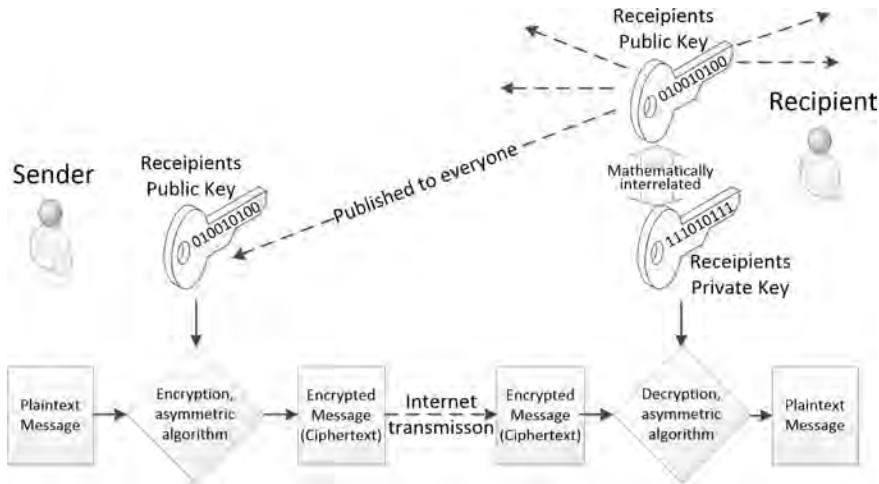 Receipients
Public Key
010010100
Recipient
Mathematically
interrelated
Published to everyone
Sender
Receipients
Public Key
010010100
111010111
Receipients
Private Key
Plaintext
Message
Encryption,
asymmetric
algorithm
Encrypted
Message
(Ciphertext)
Internet
transmisson
Encrypted
Message
(Ciphertext)
Decryption,
asymmetric
algorithm
Plaintext
Message